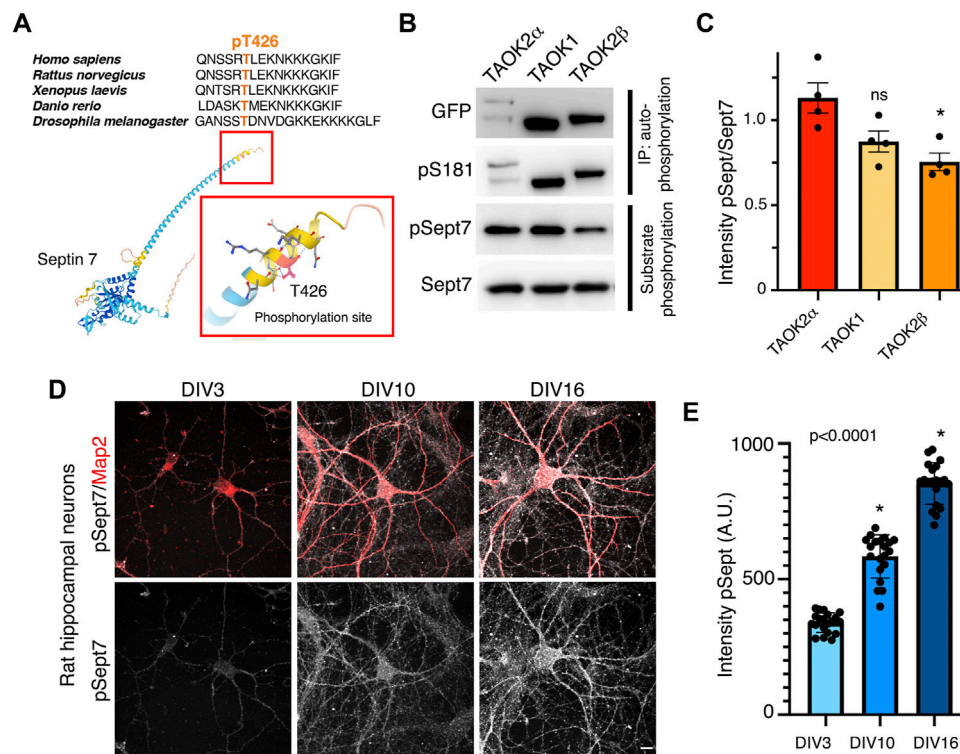 A
pT426
Homo sapiens QNSSRTLEKNKKKGKIF
Rattus norvegicus QNSSRTLEKNKKKGKIF
Xenopus laevis QNTSRTLEKNKKKGKIF
Danio rerio LDASKTMEKNKKKGKIF
Drosophila melanogaster GANSSTDNVDGKKEKKKKGLF
Septin 7
T426
Phosphorylation site
B
TAOK2α
TAOK1
TAOK2β
GFP
pS181
pSept7
Sept7
IP: auto-
phosphorylation
Substrate
phosphorylation
C
Intensity pSept/Sept7
1.0
0.5
0
ns
*
TAOK2α
TAOK1
TAOK2β
D
DIV3 DIV10 DIV16
Rat hippocampal neurons
pSept7/Map2
pSept7
E
Intensity pSept (A.U.)
1000
500
0
p<0.0001
*
*
DIV3 DIV10 DIV16